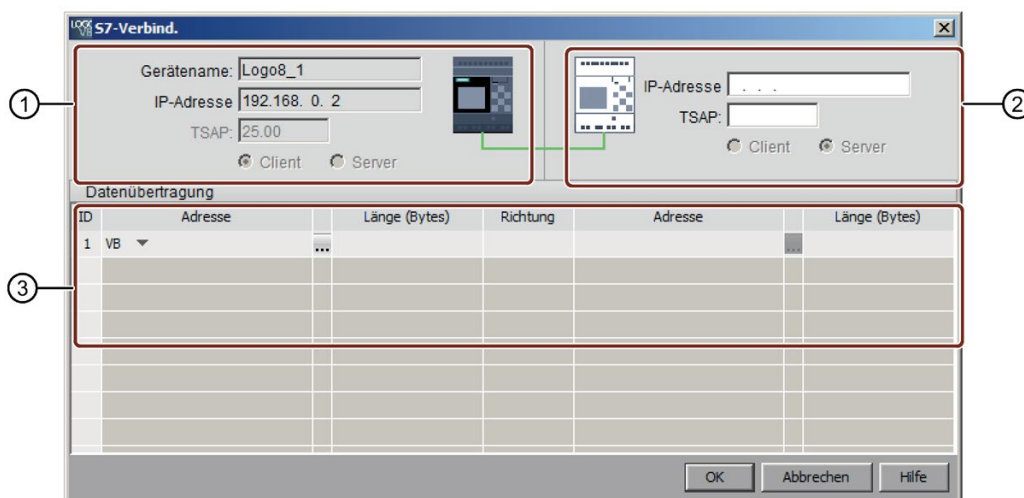 S7-Verbind.
Gerätename: Logo8_1
IP-Adresse 192.168. 0. 2
TSAP: 25.00
Client Server
IP-Adresse . . .
TSAP:
Client Server
1
2
Datenübertragung
ID Adresse Länge (Bytes) Richtung Adresse Länge (Bytes)
1 VB ... ...
3
OK Abbrechen Hilfe